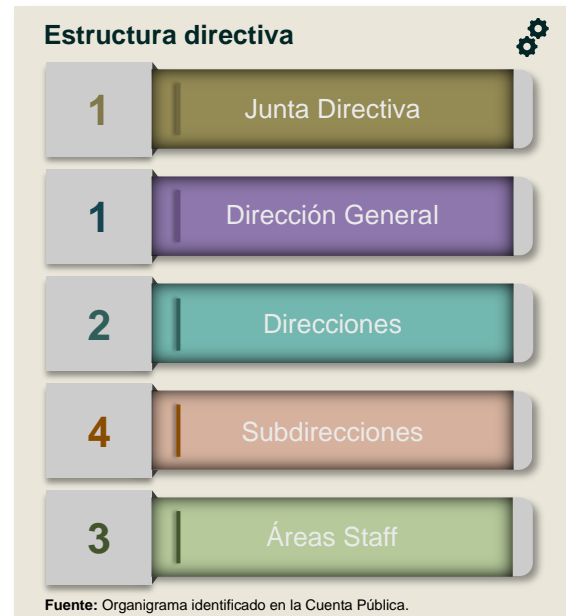 Estructura directiva
1 Junta Directiva
1 Dirección General
2 Direcciones
4 Subdirecciones
3 Áreas Staff
Fuente: Organigrama identificado en la Cuenta Pública.